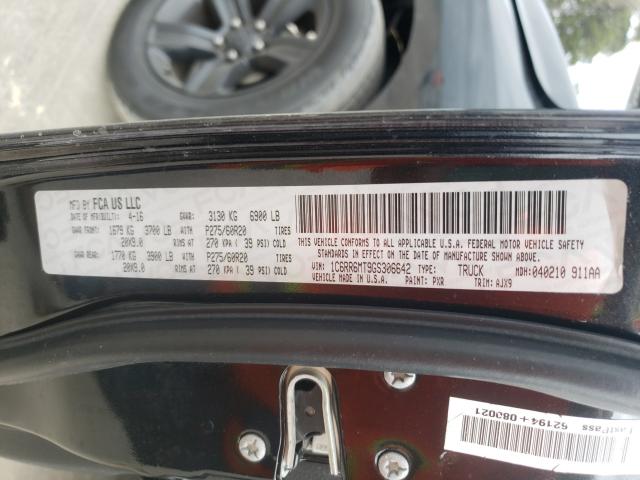 MFD BY FCA US LLC
DATE OF MFR(BUILT): 4-16 GVWR: 3130 KG 6900 LB
GAWR FRONT: 1679 KG 3700 LB WITH P275/60R20 TIRES
20X9.0 RIMS AT 270 KPA ( 39 PSI) COLD
GAWR REAR: 1770 KG 3900 LB WITH P275/60R20 TIRES
20X9.0 RIMS AT 270 KPA ( 39 PSI) COLD
THIS VEHICLE CONFORMS TO ALL APPLICABLE U.S.A. FEDERAL MOTOR VEHICLE SAFETY
STANDARDS IN EFFECT ON THE DATE OF MANUFACTURE SHOWN ABOVE.
VIN: 1C6RR6MT9GS306642 TYPE: TRUCK MDH: 040210 911AA
VEHICLE MADE IN U.S.A. PAINT: PXR TRIM: AJX9
FastPass 52194+080021